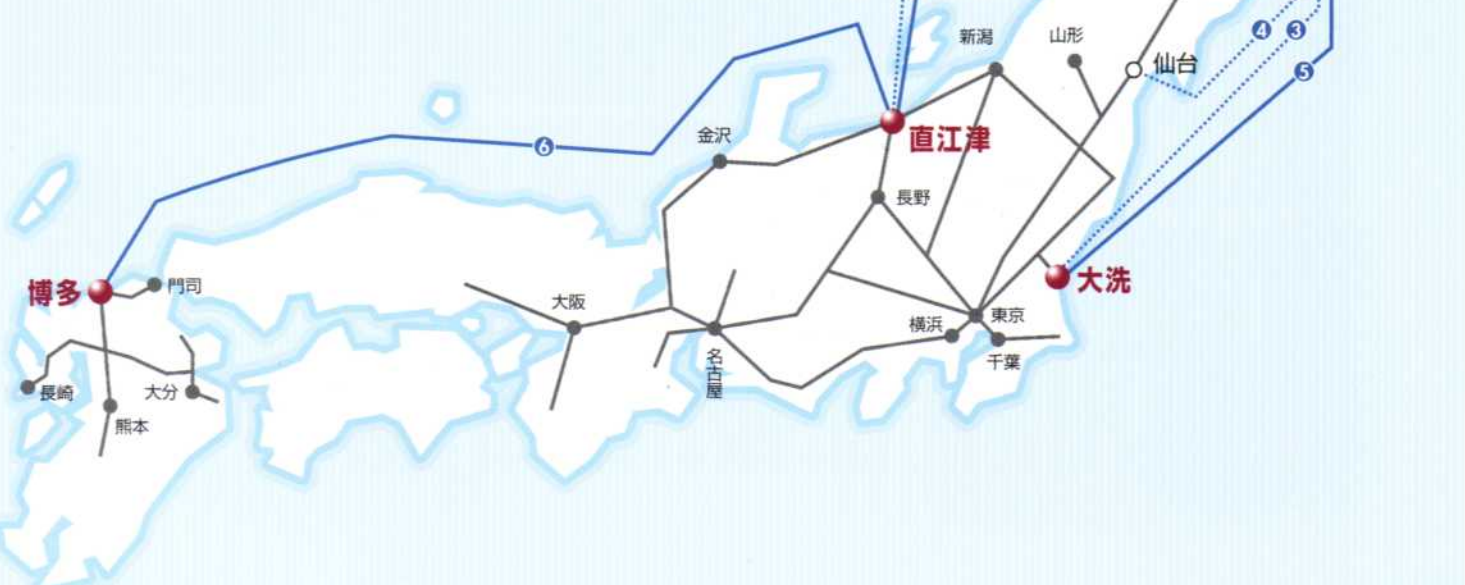 新潟
山形
④
③
仙台
⑤
金沢
直江津
⑥
長野
博多
門司
大洗
大阪
横浜
東京
千葉
名古屋
長崎
大分
熊本